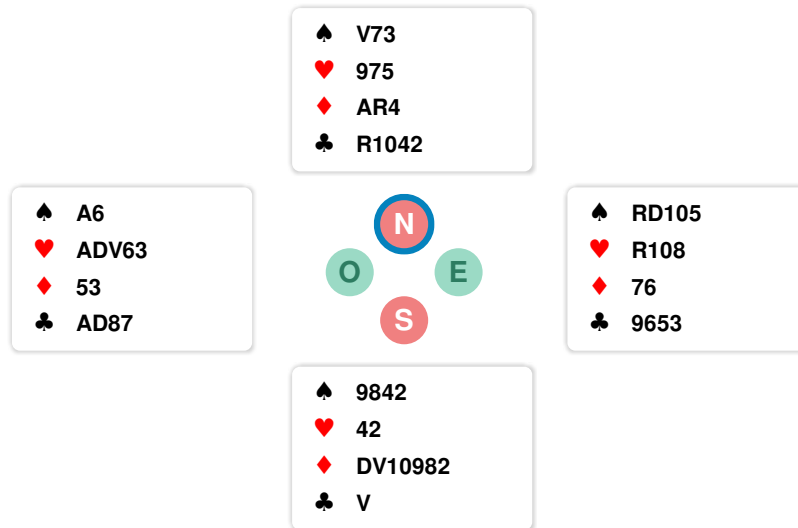 ♠ V73
♥ 975
♦ AR4
♣ R1042
♠ A6
♥ ADV63
♦ 53
♣ AD87
N
O
E
S
♠ RD105
♥ R108
♦ 76
♣ 9653
♠ 9842
♥ 42
♦ DV10982
♣ V